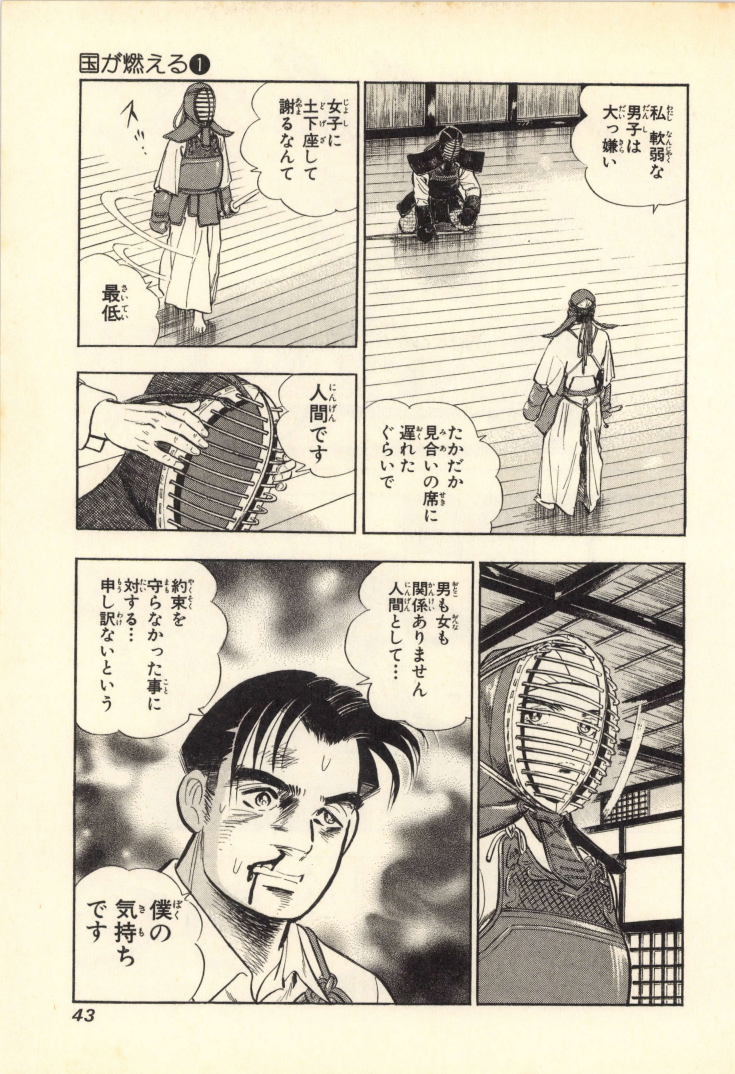 国が燃える❶
私 軟弱な
男子は
大っ嫌い
たかだか
見合いの席に
遅れた
ぐらいで
女子に
土下座して
謝るなんて
スッ…
最低
人間です
男も女も
関係ありません
人間として…
約束を
守らなかった事に
対する…
申し訳ないという
僕の
気持ち
です
43